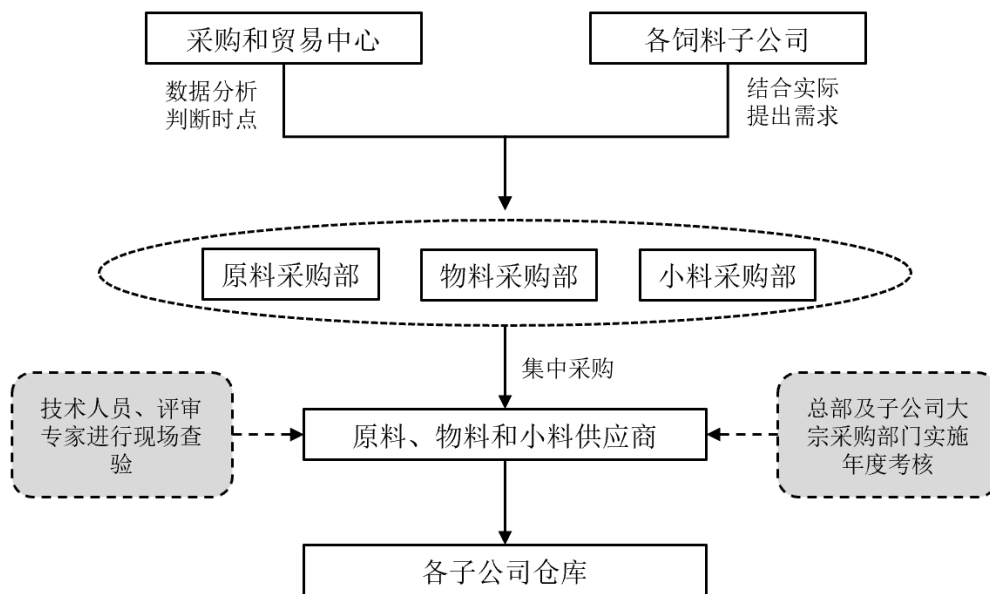 采购和贸易中心
各饲料子公司
数据分析
判断时点
结合实际
提出需求
原料采购部
物料采购部
小料采购部
集中采购
技术人员、评审
专家进行现场查
验
原料、物料和小料供应商
总部及子公司大
宗采购部门实施
年度考核
各子公司仓库